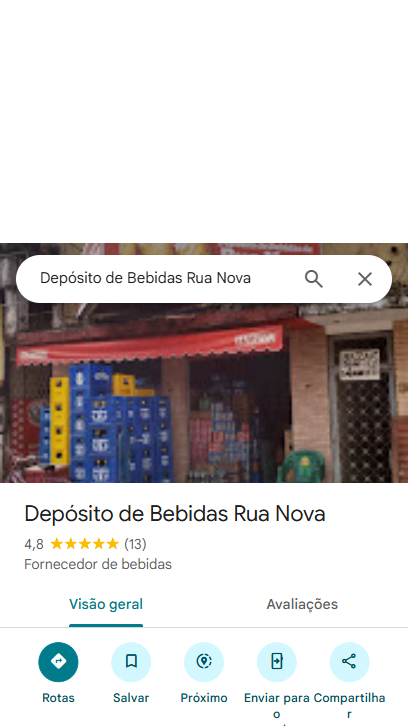 Depósito de Bebidas Rua Nova
Depósito de Bebidas Rua Nova
4,8 (13)
Fornecedor de bebidas
Visão geral Avaliações
Rotas Salvar Próximo Enviar para o Compartilhar